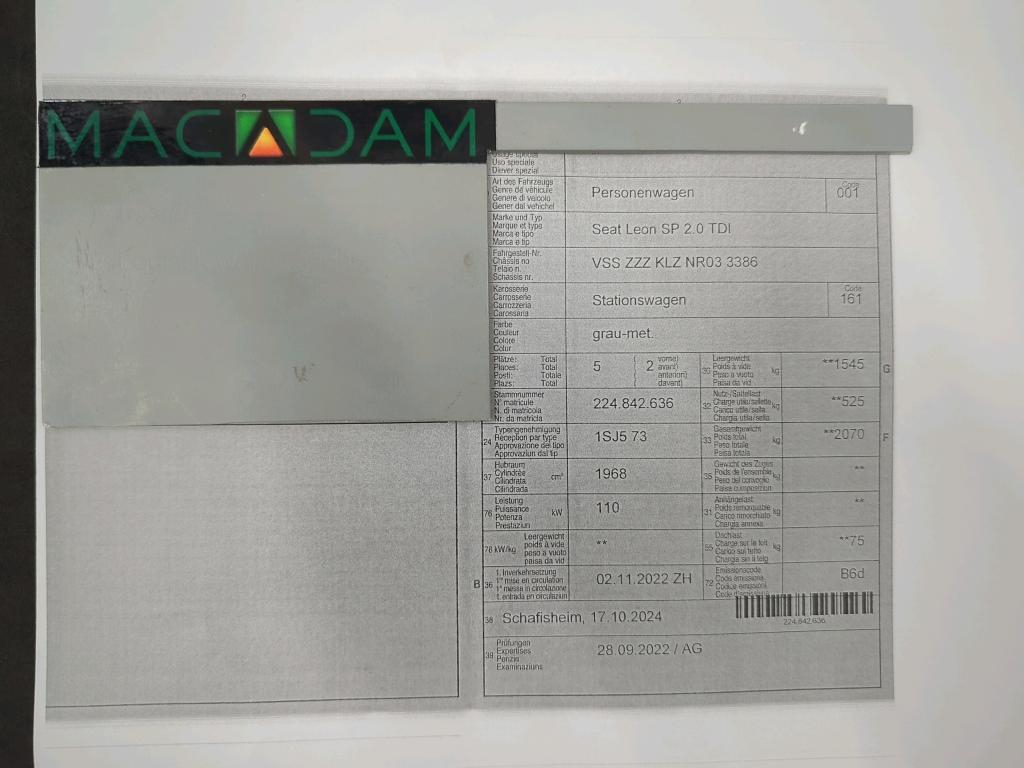 2
3
MACADAM
Usage spécial
Uso speciale
Diever spezial
Art des Fahrzeugs
Genre de véhicule
Genere di veicolo
Gener dal vehichel
Personenwagen
Code
001
Marke und Typ
Marque et type
Marca e tipo
Marca e tip
Seat Leon SP 2.0 TDI
Fahrgestell-Nr.
Châssis no
Telaio n.
Schassis nr.
VSS ZZZ KLZ NR03 3386
Karosserie
Carrosserie
Carrozzeria
Carossaria
Stationswagen
Code
161
Farbe
Couleur
Colore
Colur
grau-met.
Plätze: Total
Places: Total
Posti: Totale
Plazs: Total
5
( 2 vorne)
( avant)
( anteriori)
( davant)
30
Leergewicht
Poids à vide
Peso a vuoto
Paisa da vid
kg
**1545
G
Stammnummer
N° matricule
N. di matricola
Nr. da matricla
224.842.636
32
Nutz-/Sattellast
Charge utile/sellette
Carico utile/sella
Chargia utila/sella
kg
**525
24
Typengenehmigung
Réception par type
Approvazione del tipo
Approvaziun dal tip
1SJ5 73
33
Gesamtgewicht
Poids total
Peso totale
Paisa totala
kg
**2070
F
37
Hubraum
Cylindrée
Cilindrata
Cilindrada
cm³
1968
35
Gewicht des Zuges
Poids de l'ensemble
Peso del convoglio
Paisa cumposiziun
kg
**
76
Leistung
Puissance
Potenza
Prestaziun
kW
110
31
Anhängelast
Poids remorquable
Carico rimorchiato
Chargia annexa
kg
**
78 kW/kg
Leergewicht
poids à vide
peso a vuoto
paisa da vid
**
55
Dachlast
Charge sur le toit
Carico sul tetto
Chargia sin il tetg
kg
**75
B
36
1. Inverkehrsetzung
1re mise en circulation
1a messa in circolazione
1. entrada en circulaziun
02.11.2022 ZH
72
Emissionscode
Code émissions
Codice emissioni
Code d'emissiuns
B6d
38
Schafisheim, 17.10.2024
224.842.636
39
Prüfungen
Expertises
Perizie
Examinaziuns
28.09.2022 / AG